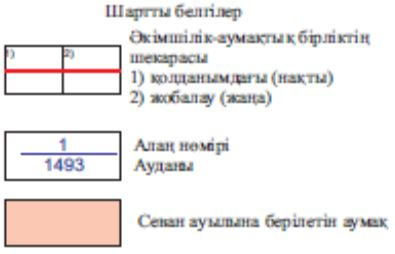 Шартты белгілер
1) 2)
Әкімшілік-аумақтық бірліктің
шекарасы
1) қолданымдағы (нақты)
2) жобалау (жаңа)
1
1493
Алаң нөмірі
Ауданы
Севан ауылына берілетін аумақ